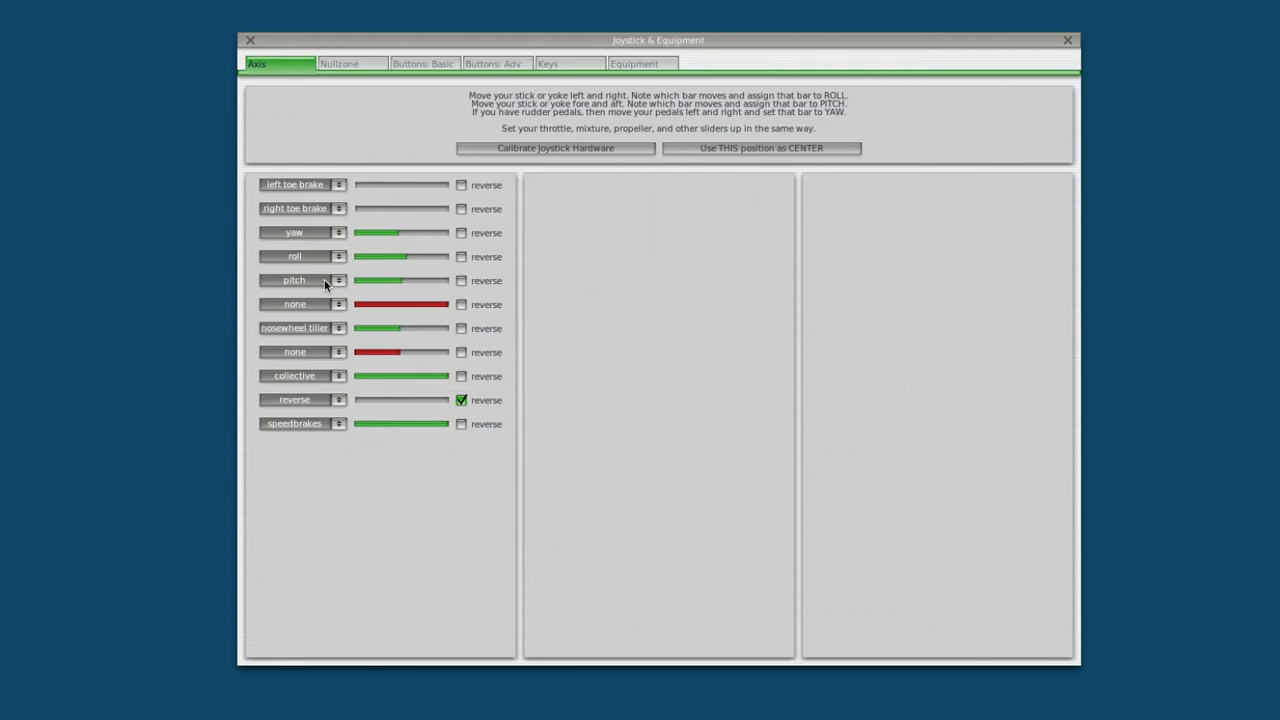 Joystick & Equipment
Axis
Nullzone
Buttons: Basic
Buttons: Adv
Keys
Equipment
Move your stick or yoke left and right. Note which bar moves and assign that bar to ROLL.
Move your stick or yoke fore and aft. Note which bar moves and assign that bar to PITCH.
If you have rudder pedals, then move your pedals left and right and set that bar to YAW.
Set your throttle, mixture, propeller, and other sliders up in the same way.
Calibrate Joystick Hardware
Use THIS position as CENTER
left toe brake reverse
right toe brake reverse
yaw reverse
roll reverse
pitch reverse
none reverse
nosewheel tiller reverse
none reverse
collective reverse
reverse reverse
speedbrakes reverse